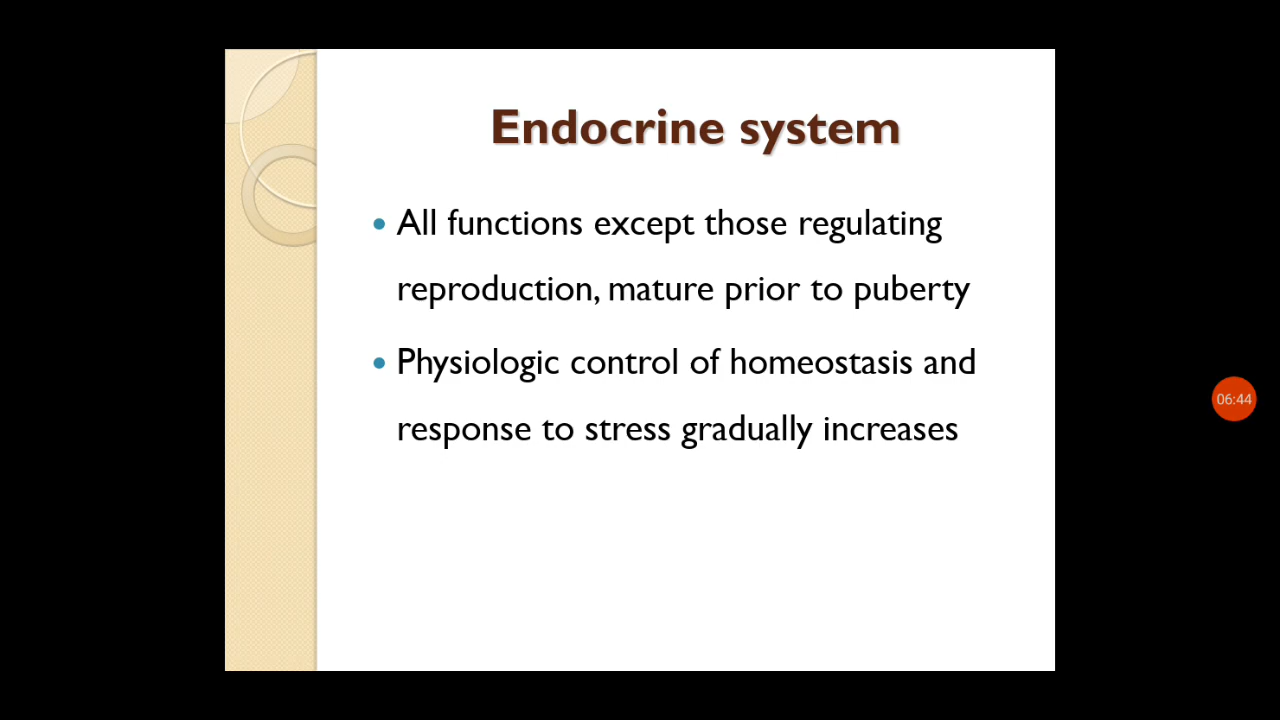 Endocrine system
• All functions except those regulating
reproduction, mature prior to puberty
• Physiologic control of homeostasis and
response to stress gradually increases
06:44